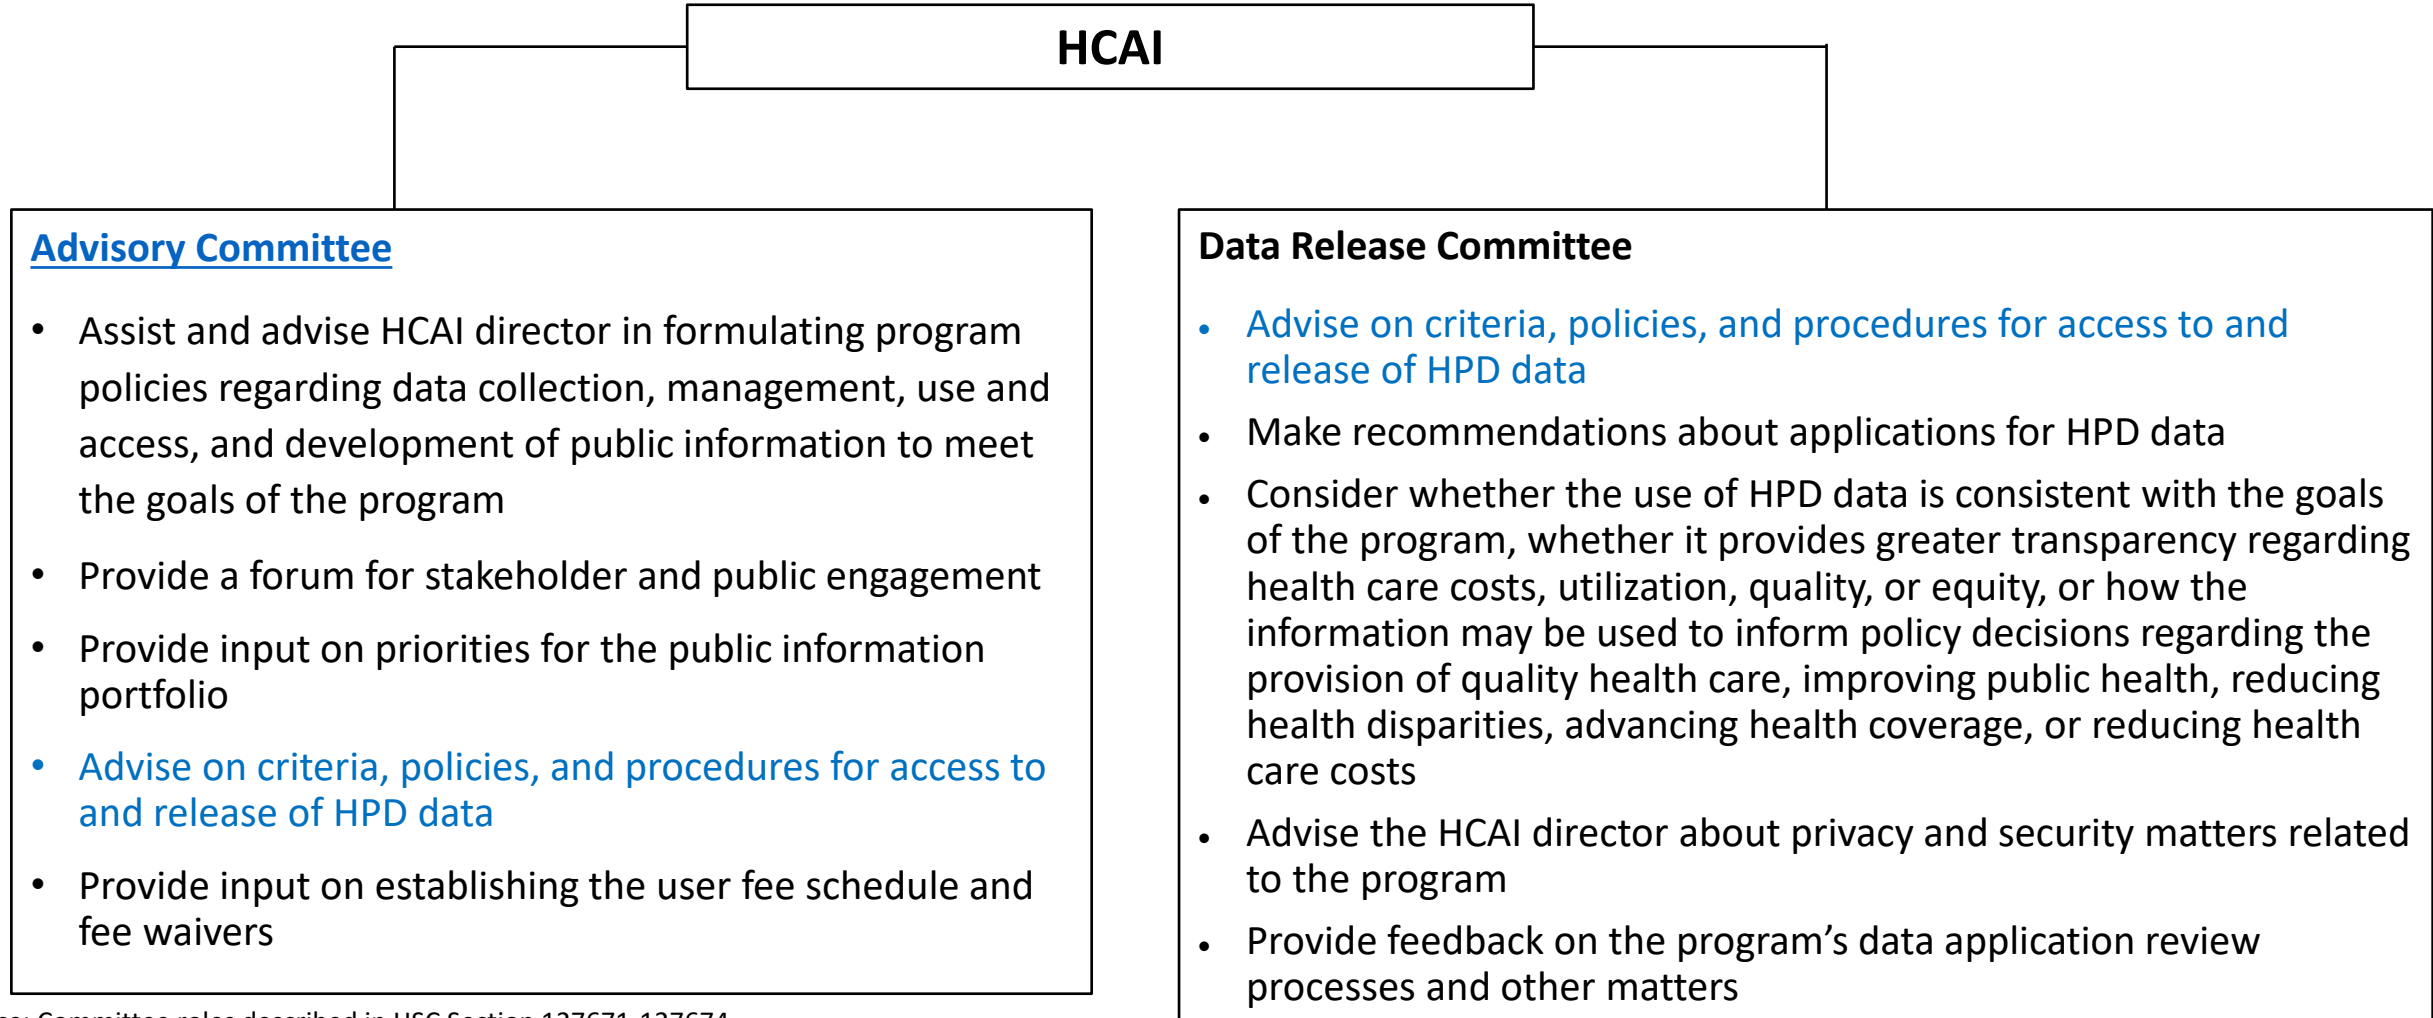 HCAI
Advisory Committee
• Assist and advise HCAI director in formulating program
policies regarding data collection, management, use and
access, and development of public information to meet
the goals of the program
• Provide a forum for stakeholder and public engagement
• Provide input on priorities for the public information
portfolio
• Advise on criteria, policies, and procedures for access to
and release of HPD data
• Provide input on establishing the user fee schedule and
fee waivers
Data Release Committee
• Advise on criteria, policies, and procedures for access to and
release of HPD data
• Make recommendations about applications for HPD data
• Consider whether the use of HPD data is consistent with the goals
of the program, whether it provides greater transparency regarding
health care costs, utilization, quality, or equity, or how the
information may be used to inform policy decisions regarding the
provision of quality health care, improving public health, reducing
health disparities, advancing health coverage, or reducing health
care costs
• Advise the HCAI director about privacy and security matters related
to the program
• Provide feedback on the program’s data application review
processes and other matters
Committee roles described in HSC Section 127671-127674